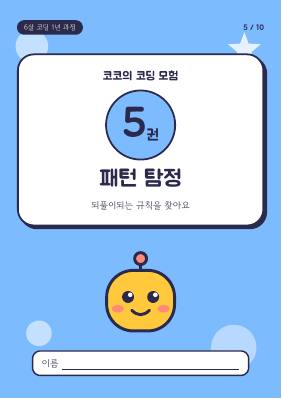 6살 코딩 1년 과정
5 / 10
코코의 코딩 모험
5권
패턴 탐정
되풀이되는 규칙을 찾아요
이름